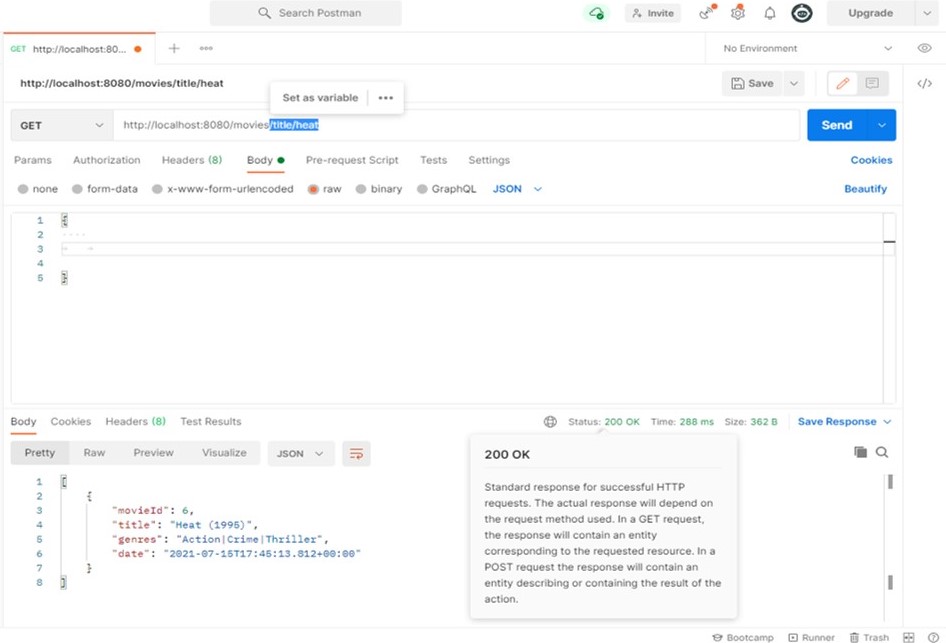 Search Postman
Invite
Upgrade
GET http://localhost:80...
No Environment
http://localhost:8080/movies/title/heat
Save
Set as variable
GET
http://localhost:8080/movies/title/heat
Send
Params Authorization Headers (8) Body Pre-request Script Tests Settings
Cookies
none form-data x-www-form-urlencoded raw binary GraphQL JSON
Beautify
1 {
2
3
4
5 }
Body Cookies Headers (8) Test Results
Status: 200 OK Time: 288 ms Size: 362 B Save Response
Pretty Raw Preview Visualize JSON
200 OK
Standard response for successful HTTP
requests. The actual response will depend on
the request method used. In a GET request,
the response will contain an entity
corresponding to the requested resource. In a
POST request the response will contain an
entity describing or containing the result of the
action.
1 [
2 {
3 "movieId": 6,
4 "title": "Heat (1995)",
5 "genres": "Action|Crime|Thriller",
6 "date": "2021-07-15T17:45:13.812+00:00"
7 }
8 ]
Bootcamp Runner Trash